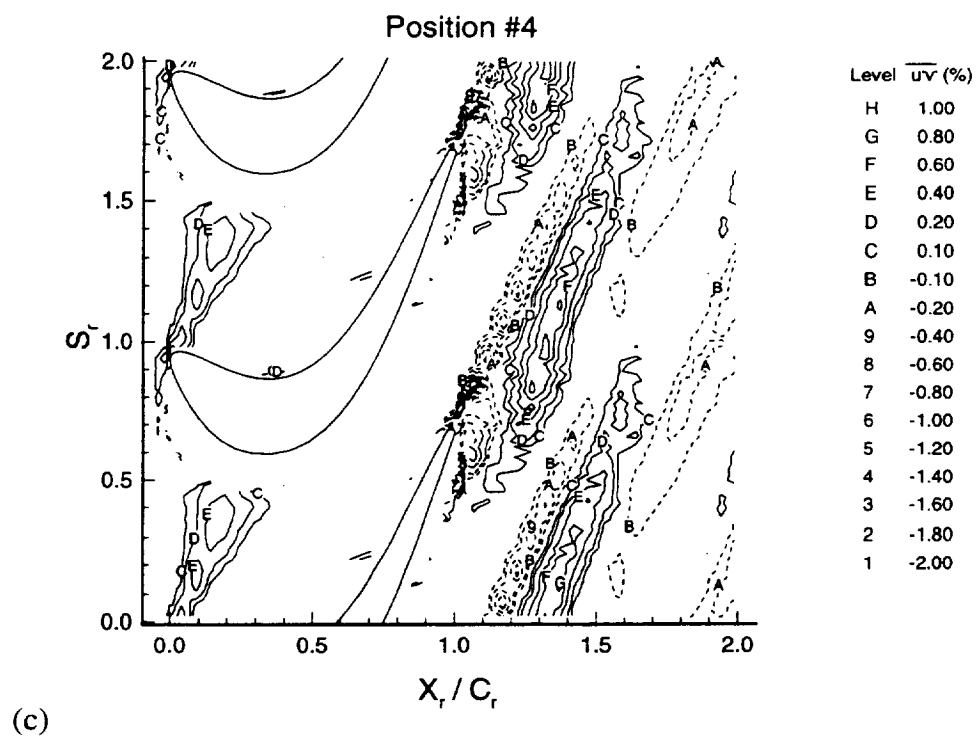 Position #4
2.0
1.5
1.0
0.5
0.0
S_r
0.0 0.5 1.0 1.5 2.0
X_r / C_r
(c)
Level u'v' (%)
H 1.00
G 0.80
F 0.60
E 0.40
D 0.20
C 0.10
B -0.10
A -0.20
9 -0.40
8 -0.60
7 -0.80
6 -1.00
5 -1.20
4 -1.40
3 -1.60
2 -1.80
1 -2.00